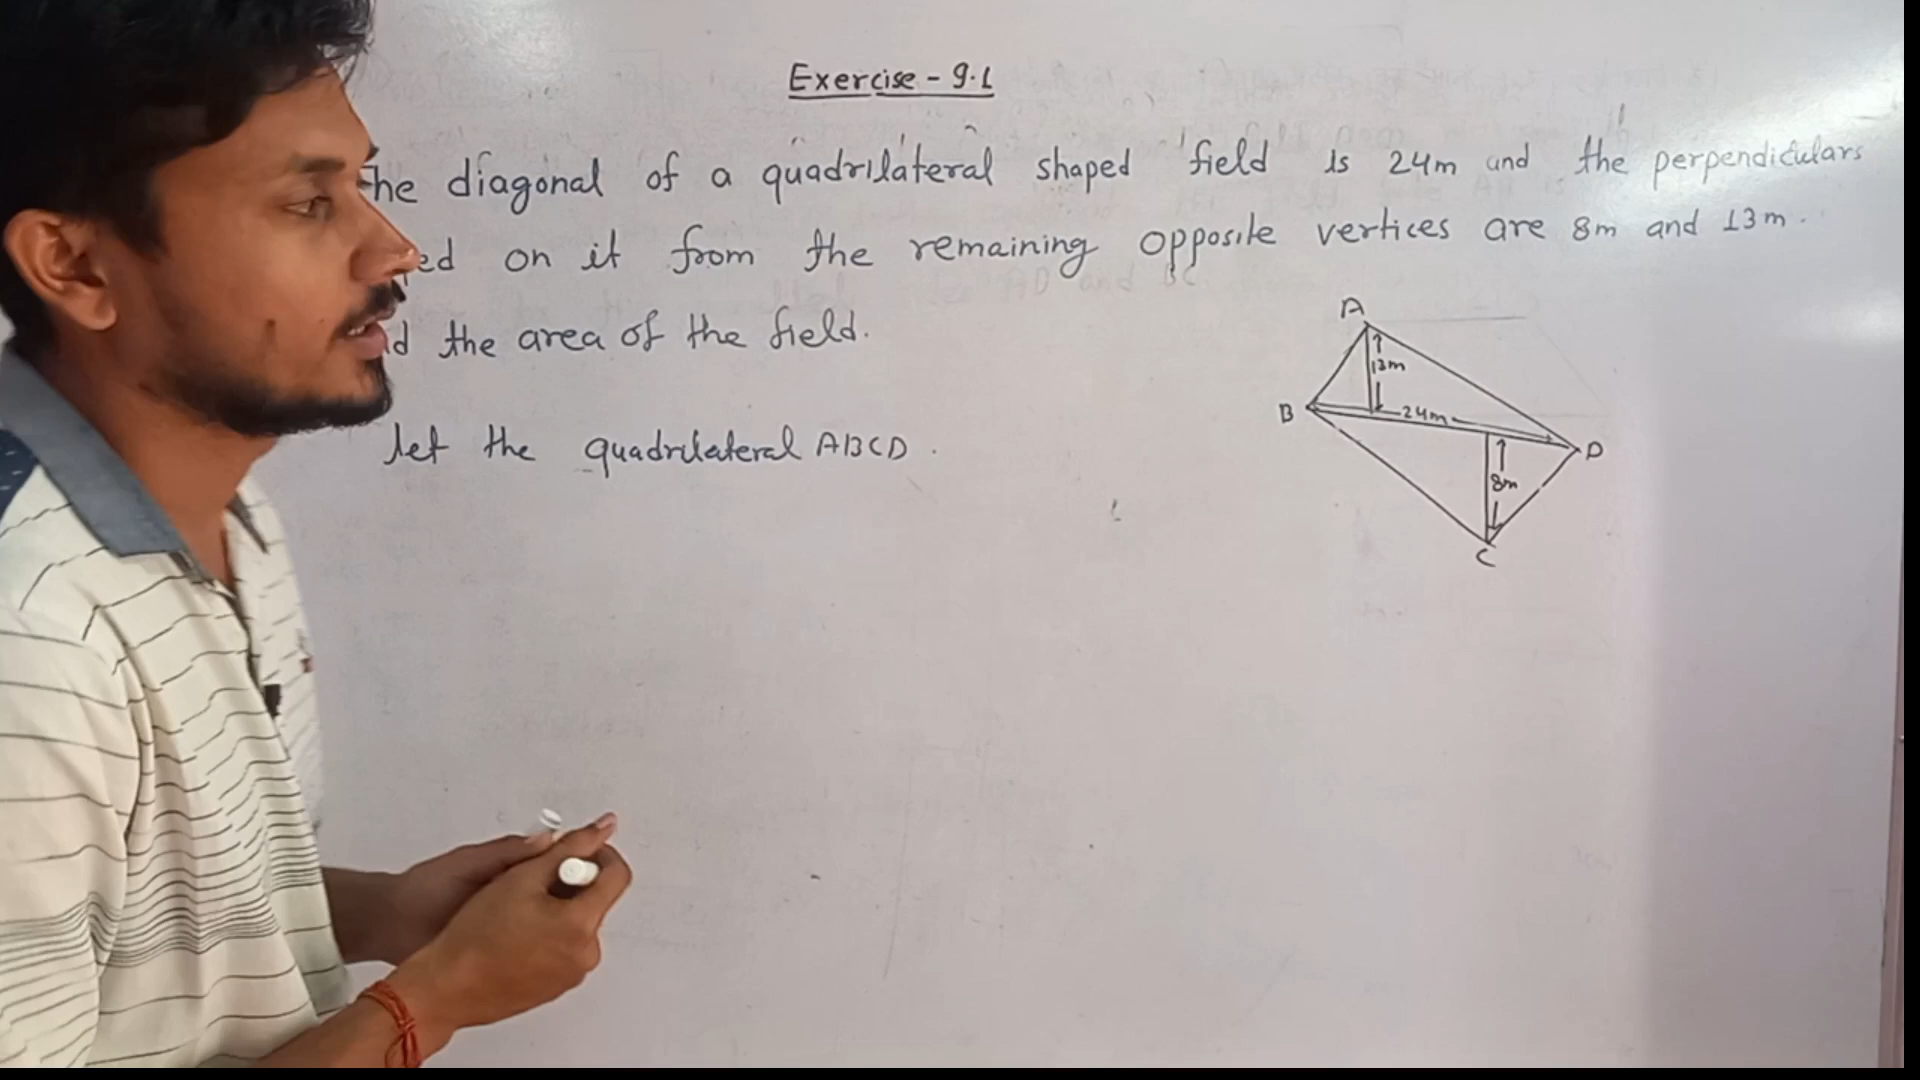 Exercise - 9.1
The diagonal of a quadrilateral shaped field is 24m and the perpendiculars
on it from the remaining opposite vertices are 8m and 13m.
the area of the field.
let the quadrilateral ABCD.
A
13m
B
24m
D
8m
C